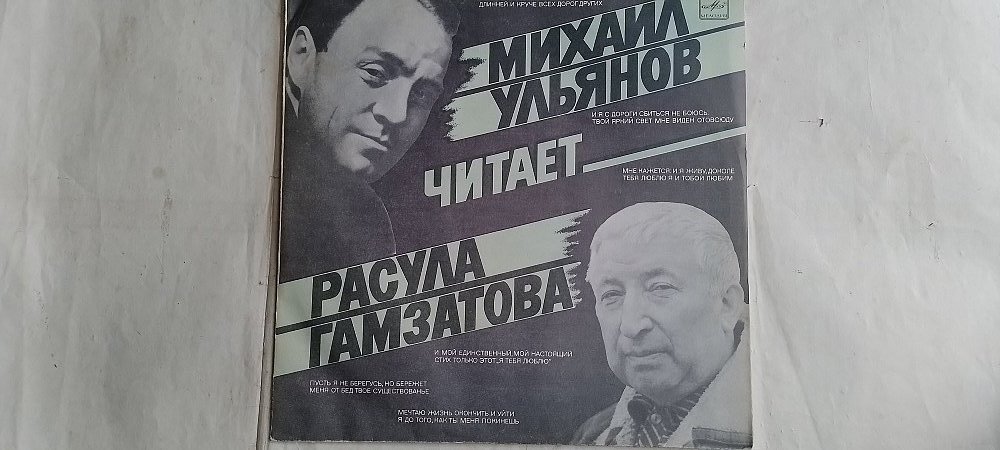 ДЛИННЕЙ И КРУЧЕ ВСЕХ ДОРОГ ДРУГИХ
МЕЛОДИЯ
МИХАИЛ
УЛЬЯНОВ
И Я С ДОРОГИ СБИТЬСЯ НЕ БОЮСЬ:
ТВОЙ ЯРКИЙ СВЕТ МНЕ ВИДЕН ОТОВСЮДУ
ЧИТАЕТ
МНЕ КАЖЕТСЯ: И Я ЖИВУ, ДОКОЛЕ
ТЕБЯ ЛЮБЛЮ Я И ТОБОЙ ЛЮБИМ
РАСУЛА
ГАМЗАТОВА
И МОЙ ЕДИНСТВЕННЫЙ, МОЙ НАСТОЯЩИЙ
СТИХ ТОЛЬКО ЭТОТ „Я ТЕБЯ ЛЮБЛЮ"
ПУСТЬ Я НЕ БЕРЕГУСЬ, НО БЕРЕЖЕТ
МЕНЯ ОТ БЕД ТВОЕ СУЩЕСТВОВАНЬЕ
МЕЧТАЮ ЖИЗНЬ ОКОНЧИТЬ И УЙТИ
Я ДО ТОГО, КАК ТЫ МЕНЯ ПОКИНЕШЬ